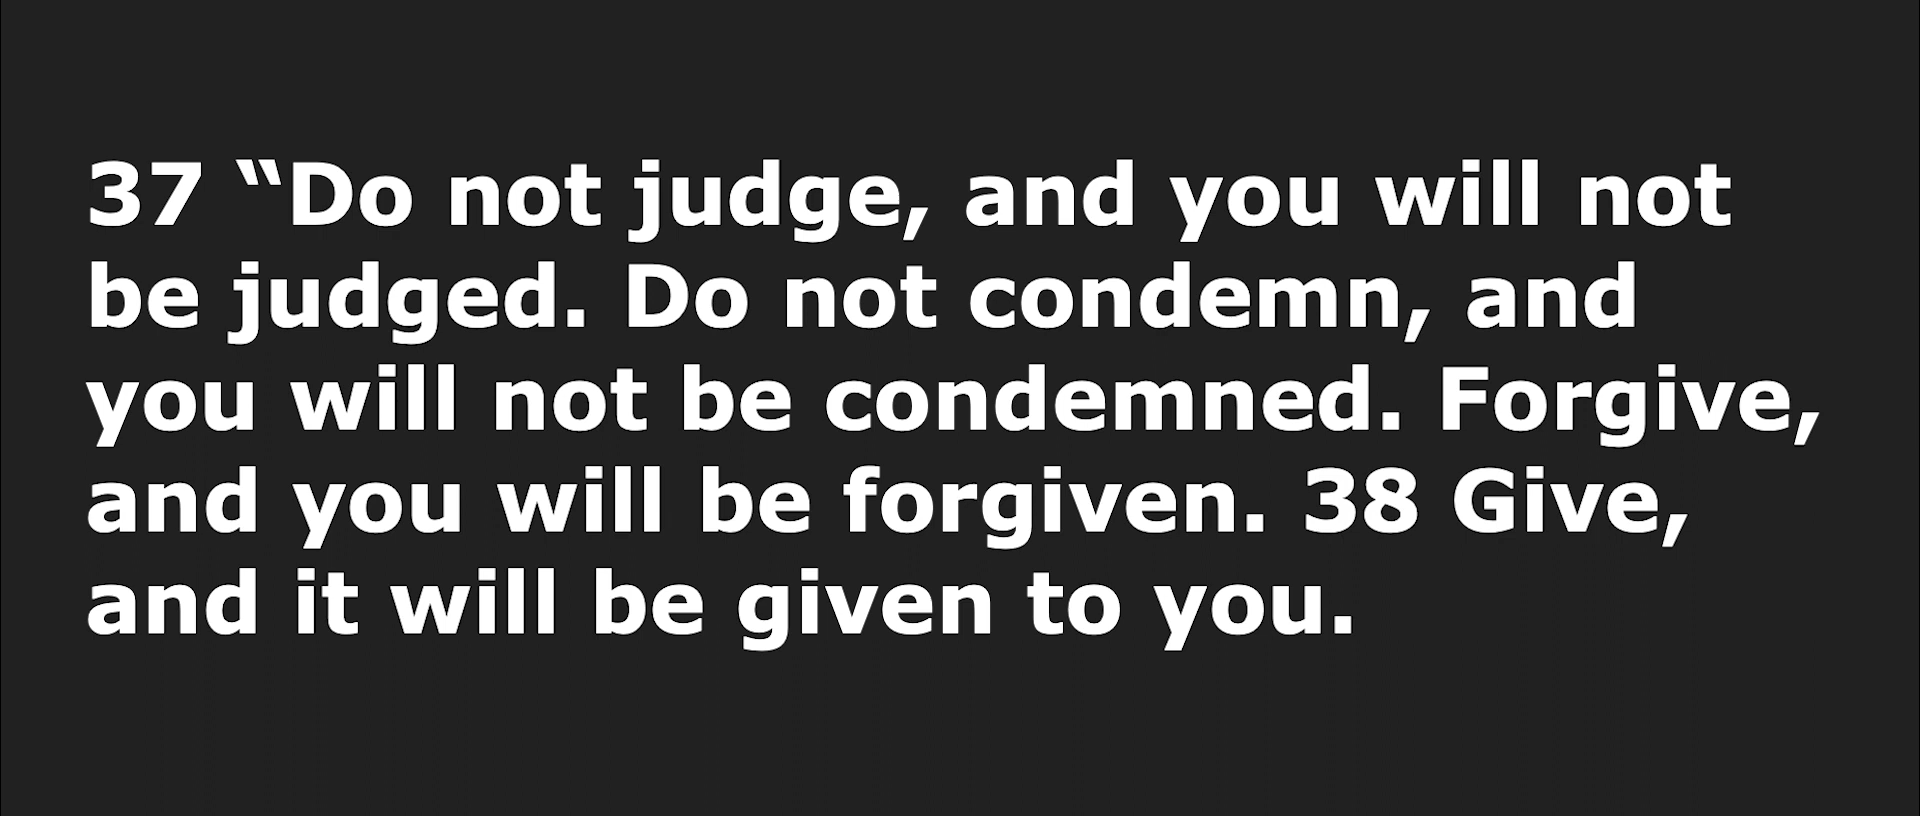 37 “Do not judge, and you will not
be judged. Do not condemn, and
you will not be condemned. Forgive,
and you will be forgiven. 38 Give,
and it will be given to you.